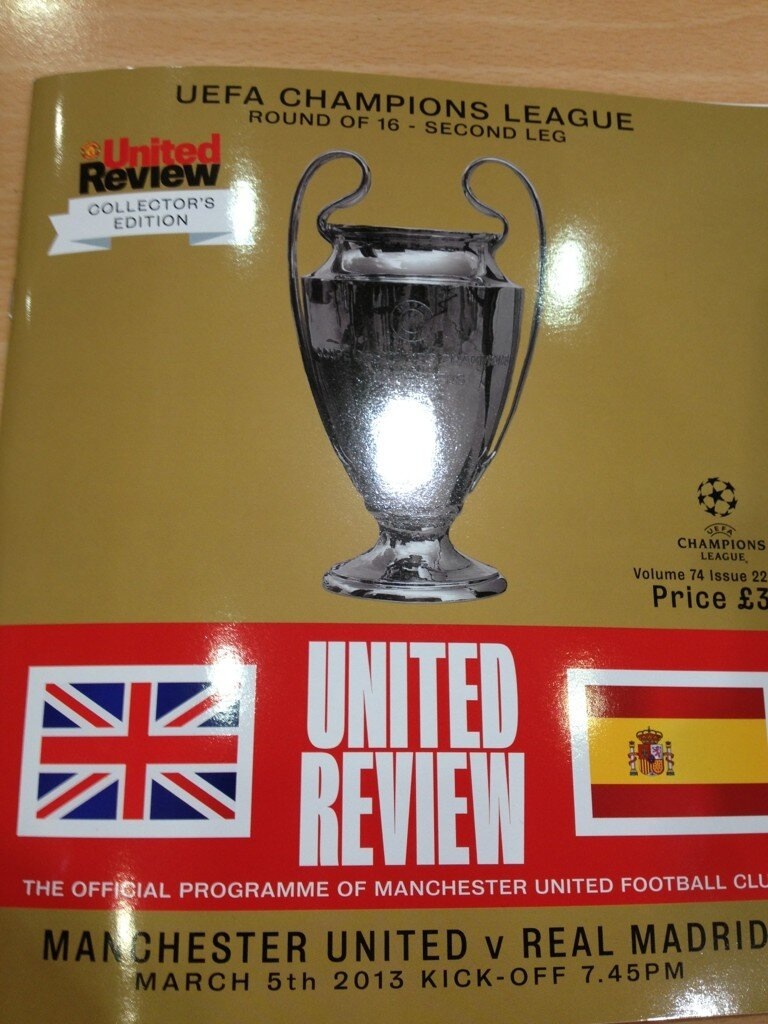 UEFA CHAMPIONS LEAGUE
ROUND OF 16 - SECOND LEG
United
Review
COLLECTOR'S
EDITION
UEFA
CHAMPIONS
LEAGUE
Volume 74 Issue 22
Price £3
UNITED
REVIEW
THE OFFICIAL PROGRAMME OF MANCHESTER UNITED FOOTBALL CLU
MANCHESTER UNITED v REAL MADRID
MARCH 5th 2013 KICK-OFF 7.45PM